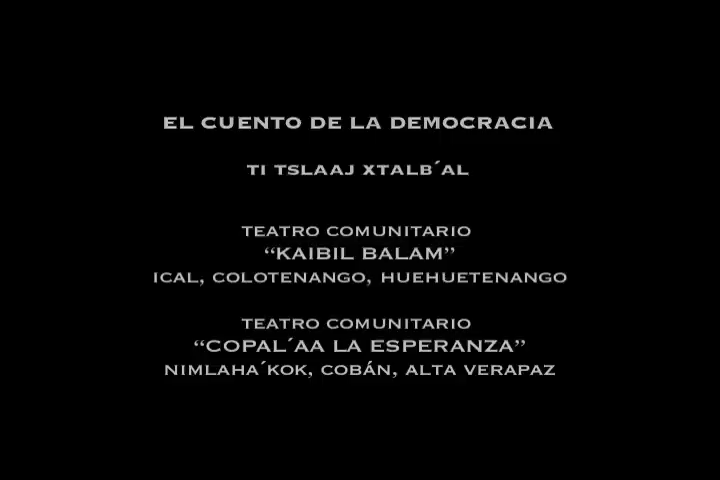 EL CUENTO DE LA DEMOCRACIA
TI TSLAAJ XTALB´AL
TEATRO COMUNITARIO
“KAIBIL BALAM”
ICAL, COLOTENANGO, HUEHUETENANGO
TEATRO COMUNITARIO
“COPAL´AA LA ESPERANZA”
NIMLAHA´KOK, COBÁN, ALTA VERAPAZ